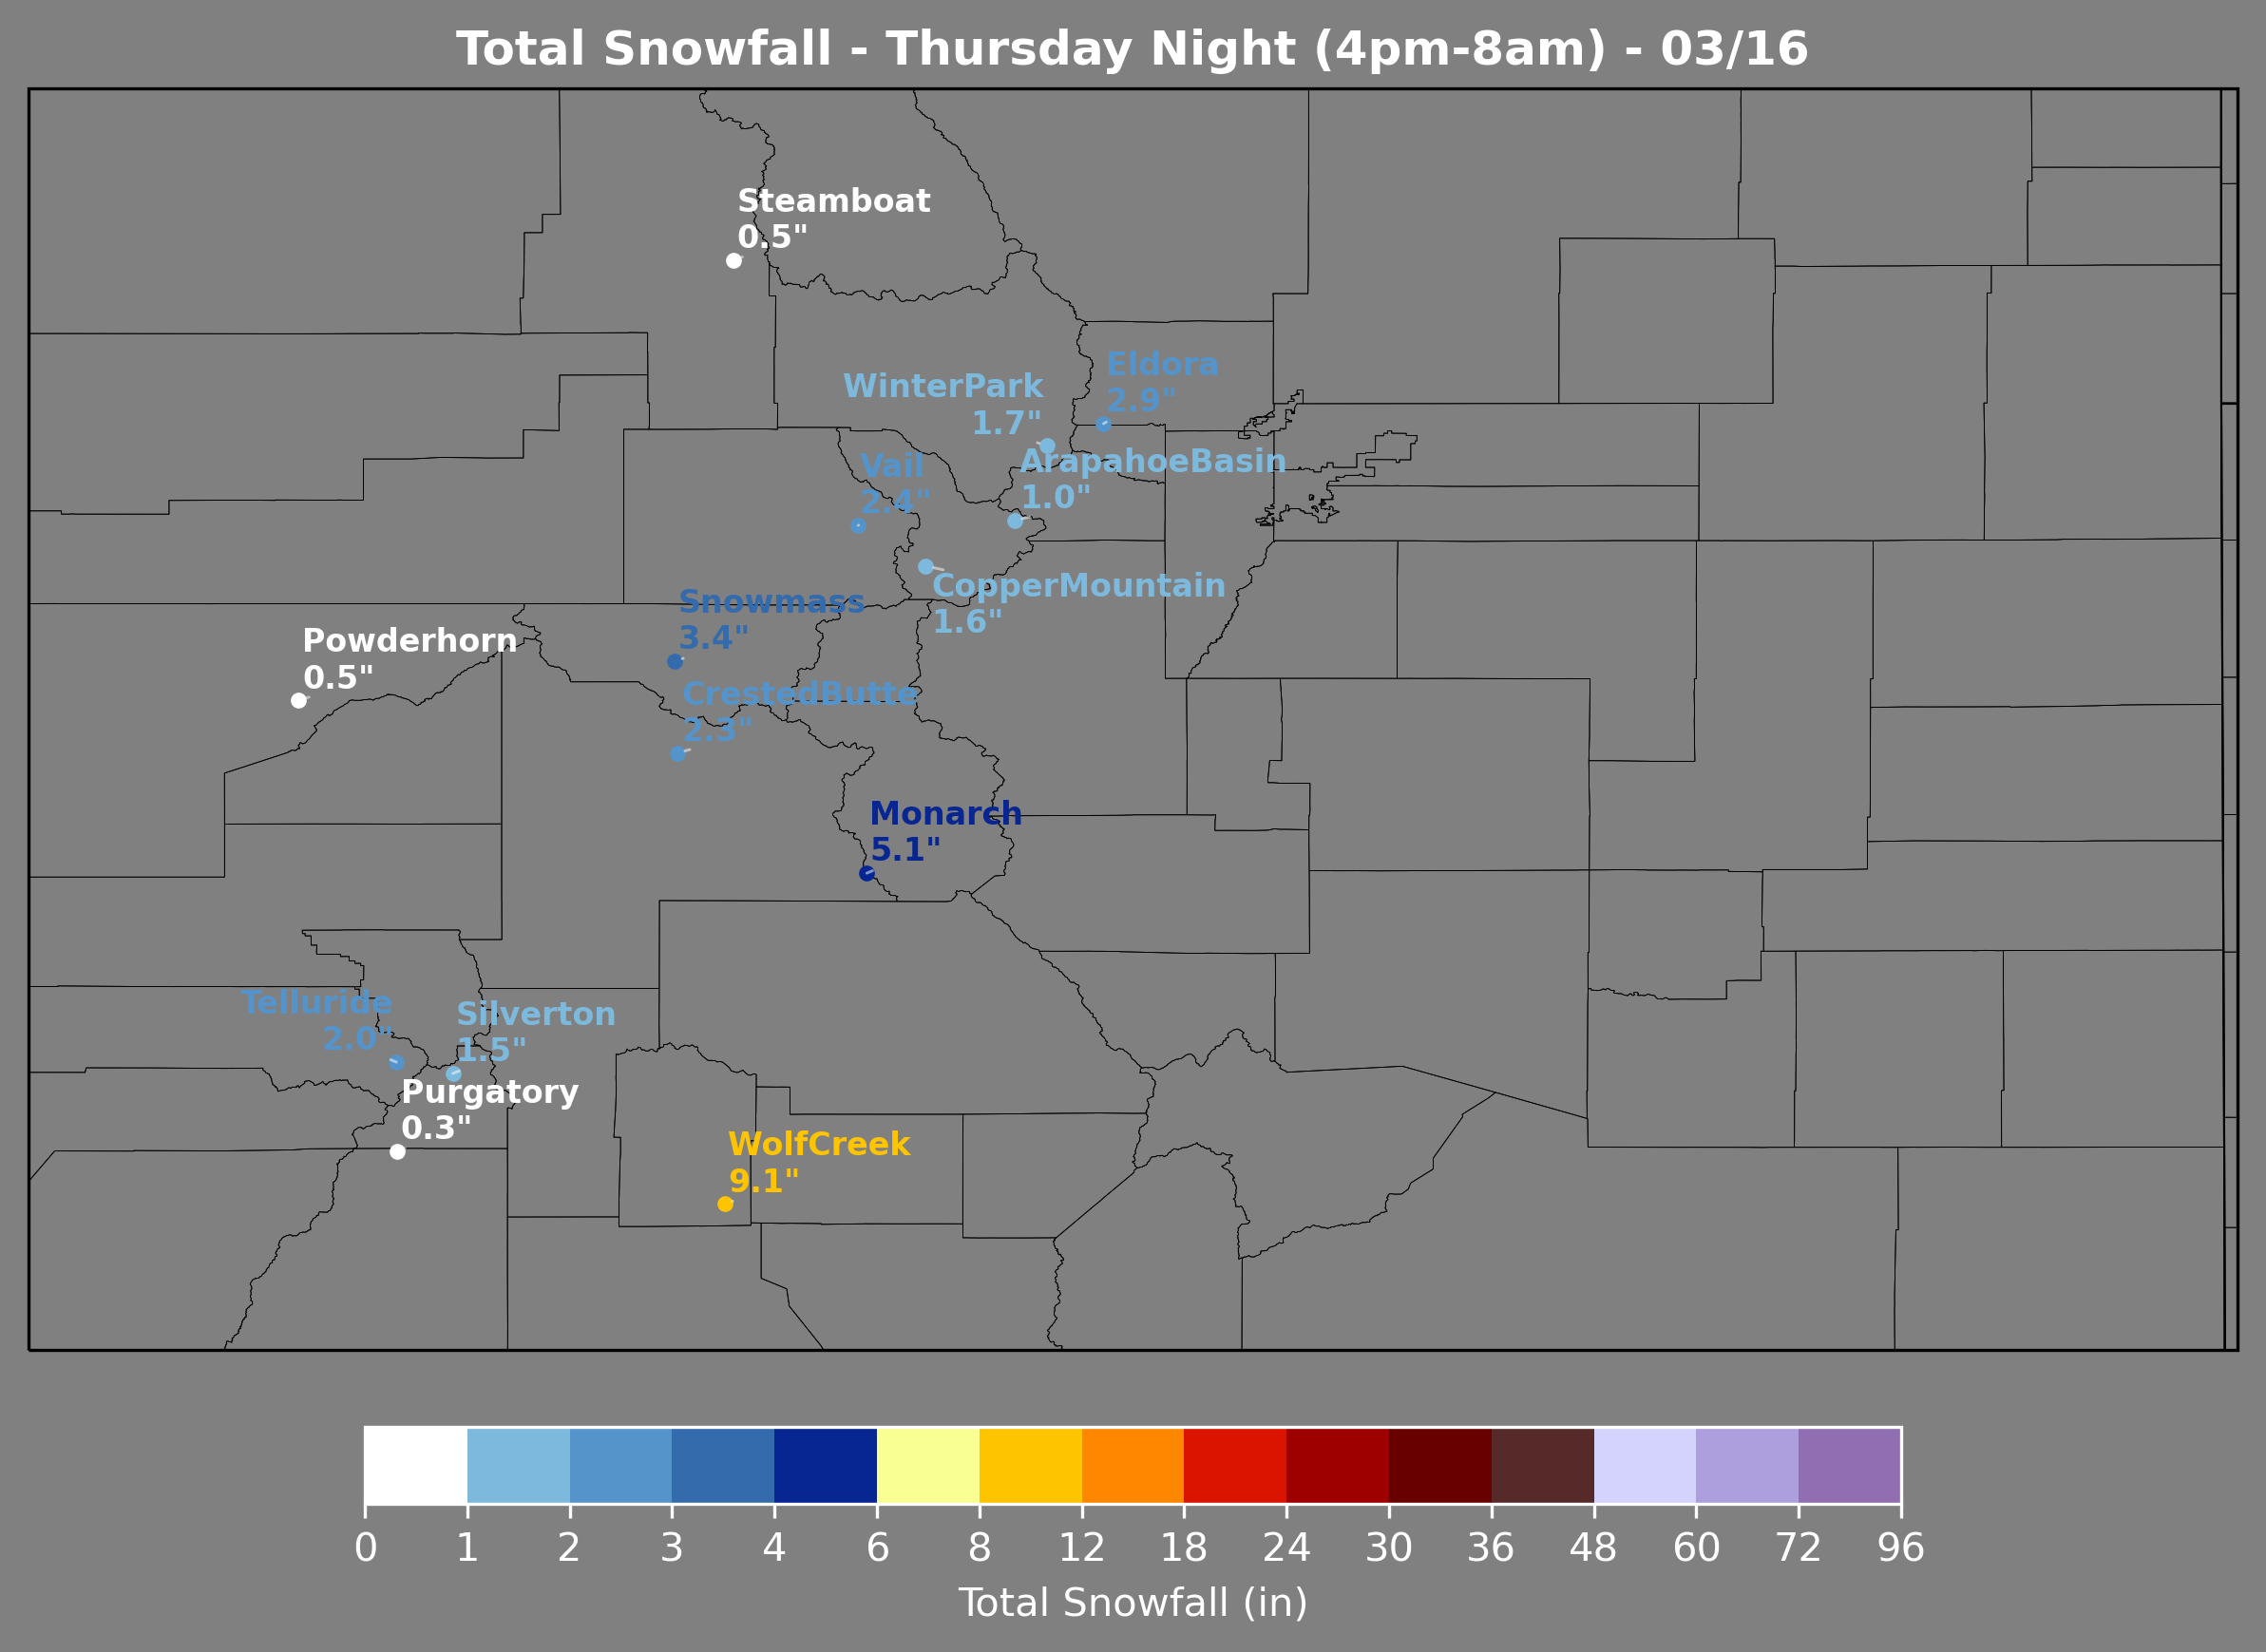 Total Snowfall - Thursday Night (4pm-8am) - 03/16
Steamboat
0.5"
Eldora
2.9"
WinterPark
1.7"
ArapahoeBasin
1.0"
Vail
2.4"
CopperMountain
1.6"
Snowmass
3.4"
Powderhorn
0.5"
CrestedButte
2.3"
Monarch
5.1"
Telluride
2.0"
Silverton
1.5"
Purgatory
0.3"
WolfCreek
9.1"
0 1 2 3 4 6 8 12 18 24 30 36 48 60 72 96
Total Snowfall (in)